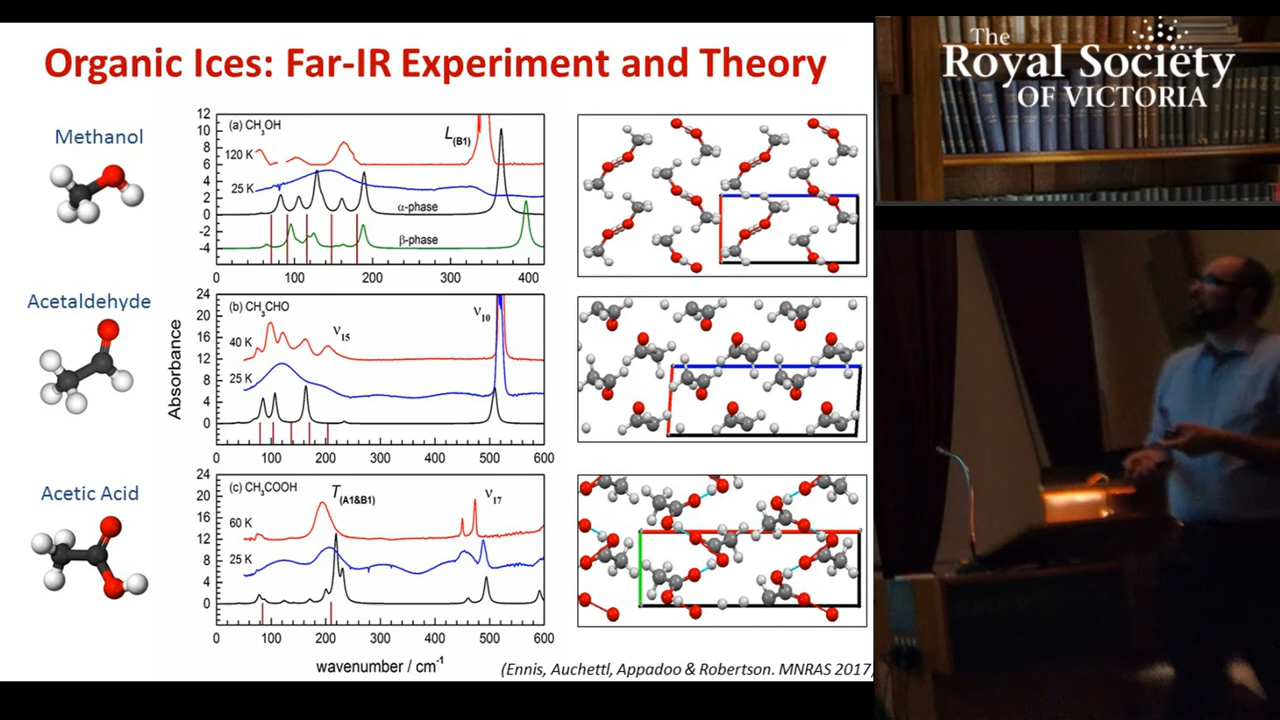 Organic Ices: Far-IR Experiment and Theory
The
Royal Society
OF VICTORIA
Methanol
Acetaldehyde
Acetic Acid
Absorbance
12
10
8
6
4
2
0
-2
-4
(a) CH3OH
L(B1)
120 K
25 K
α-phase
β-phase
0 100 200 300 400
24
20
16
12
8
4
0
(b) CH3CHO
ν15
ν10
40 K
25 K
0 100 200 300 400 500 600
24
20
16
12
8
4
0
(c) CH3COOH
T(A1&B1)
ν17
60 K
25 K
0 100 200 300 400 500 600
wavenumber / cm-1
(Ennis, Auchettl, Appadoo & Robertson. MNRAS 2017)